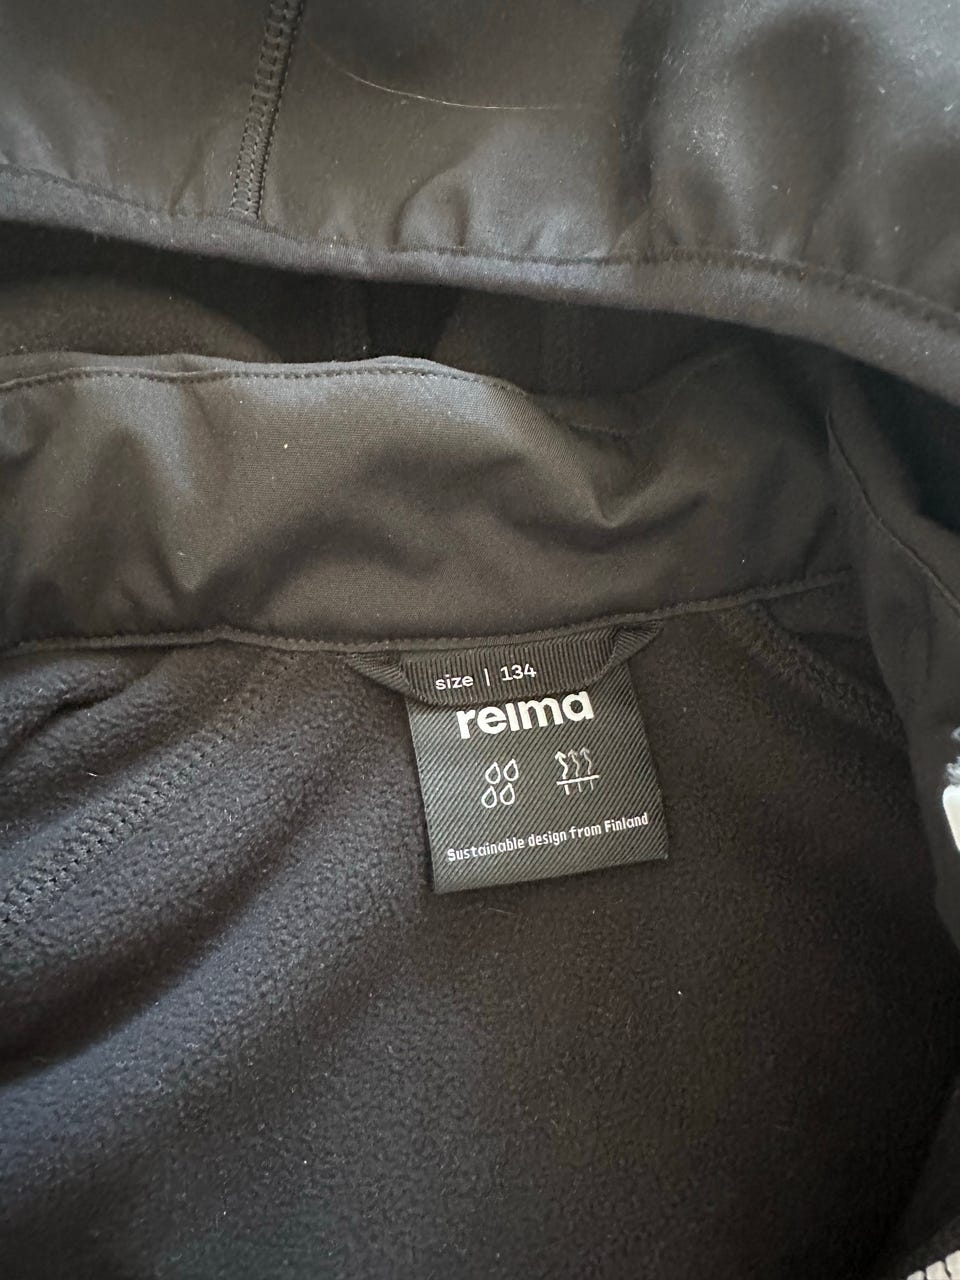 size | 134
reima
Sustainable design from Finland